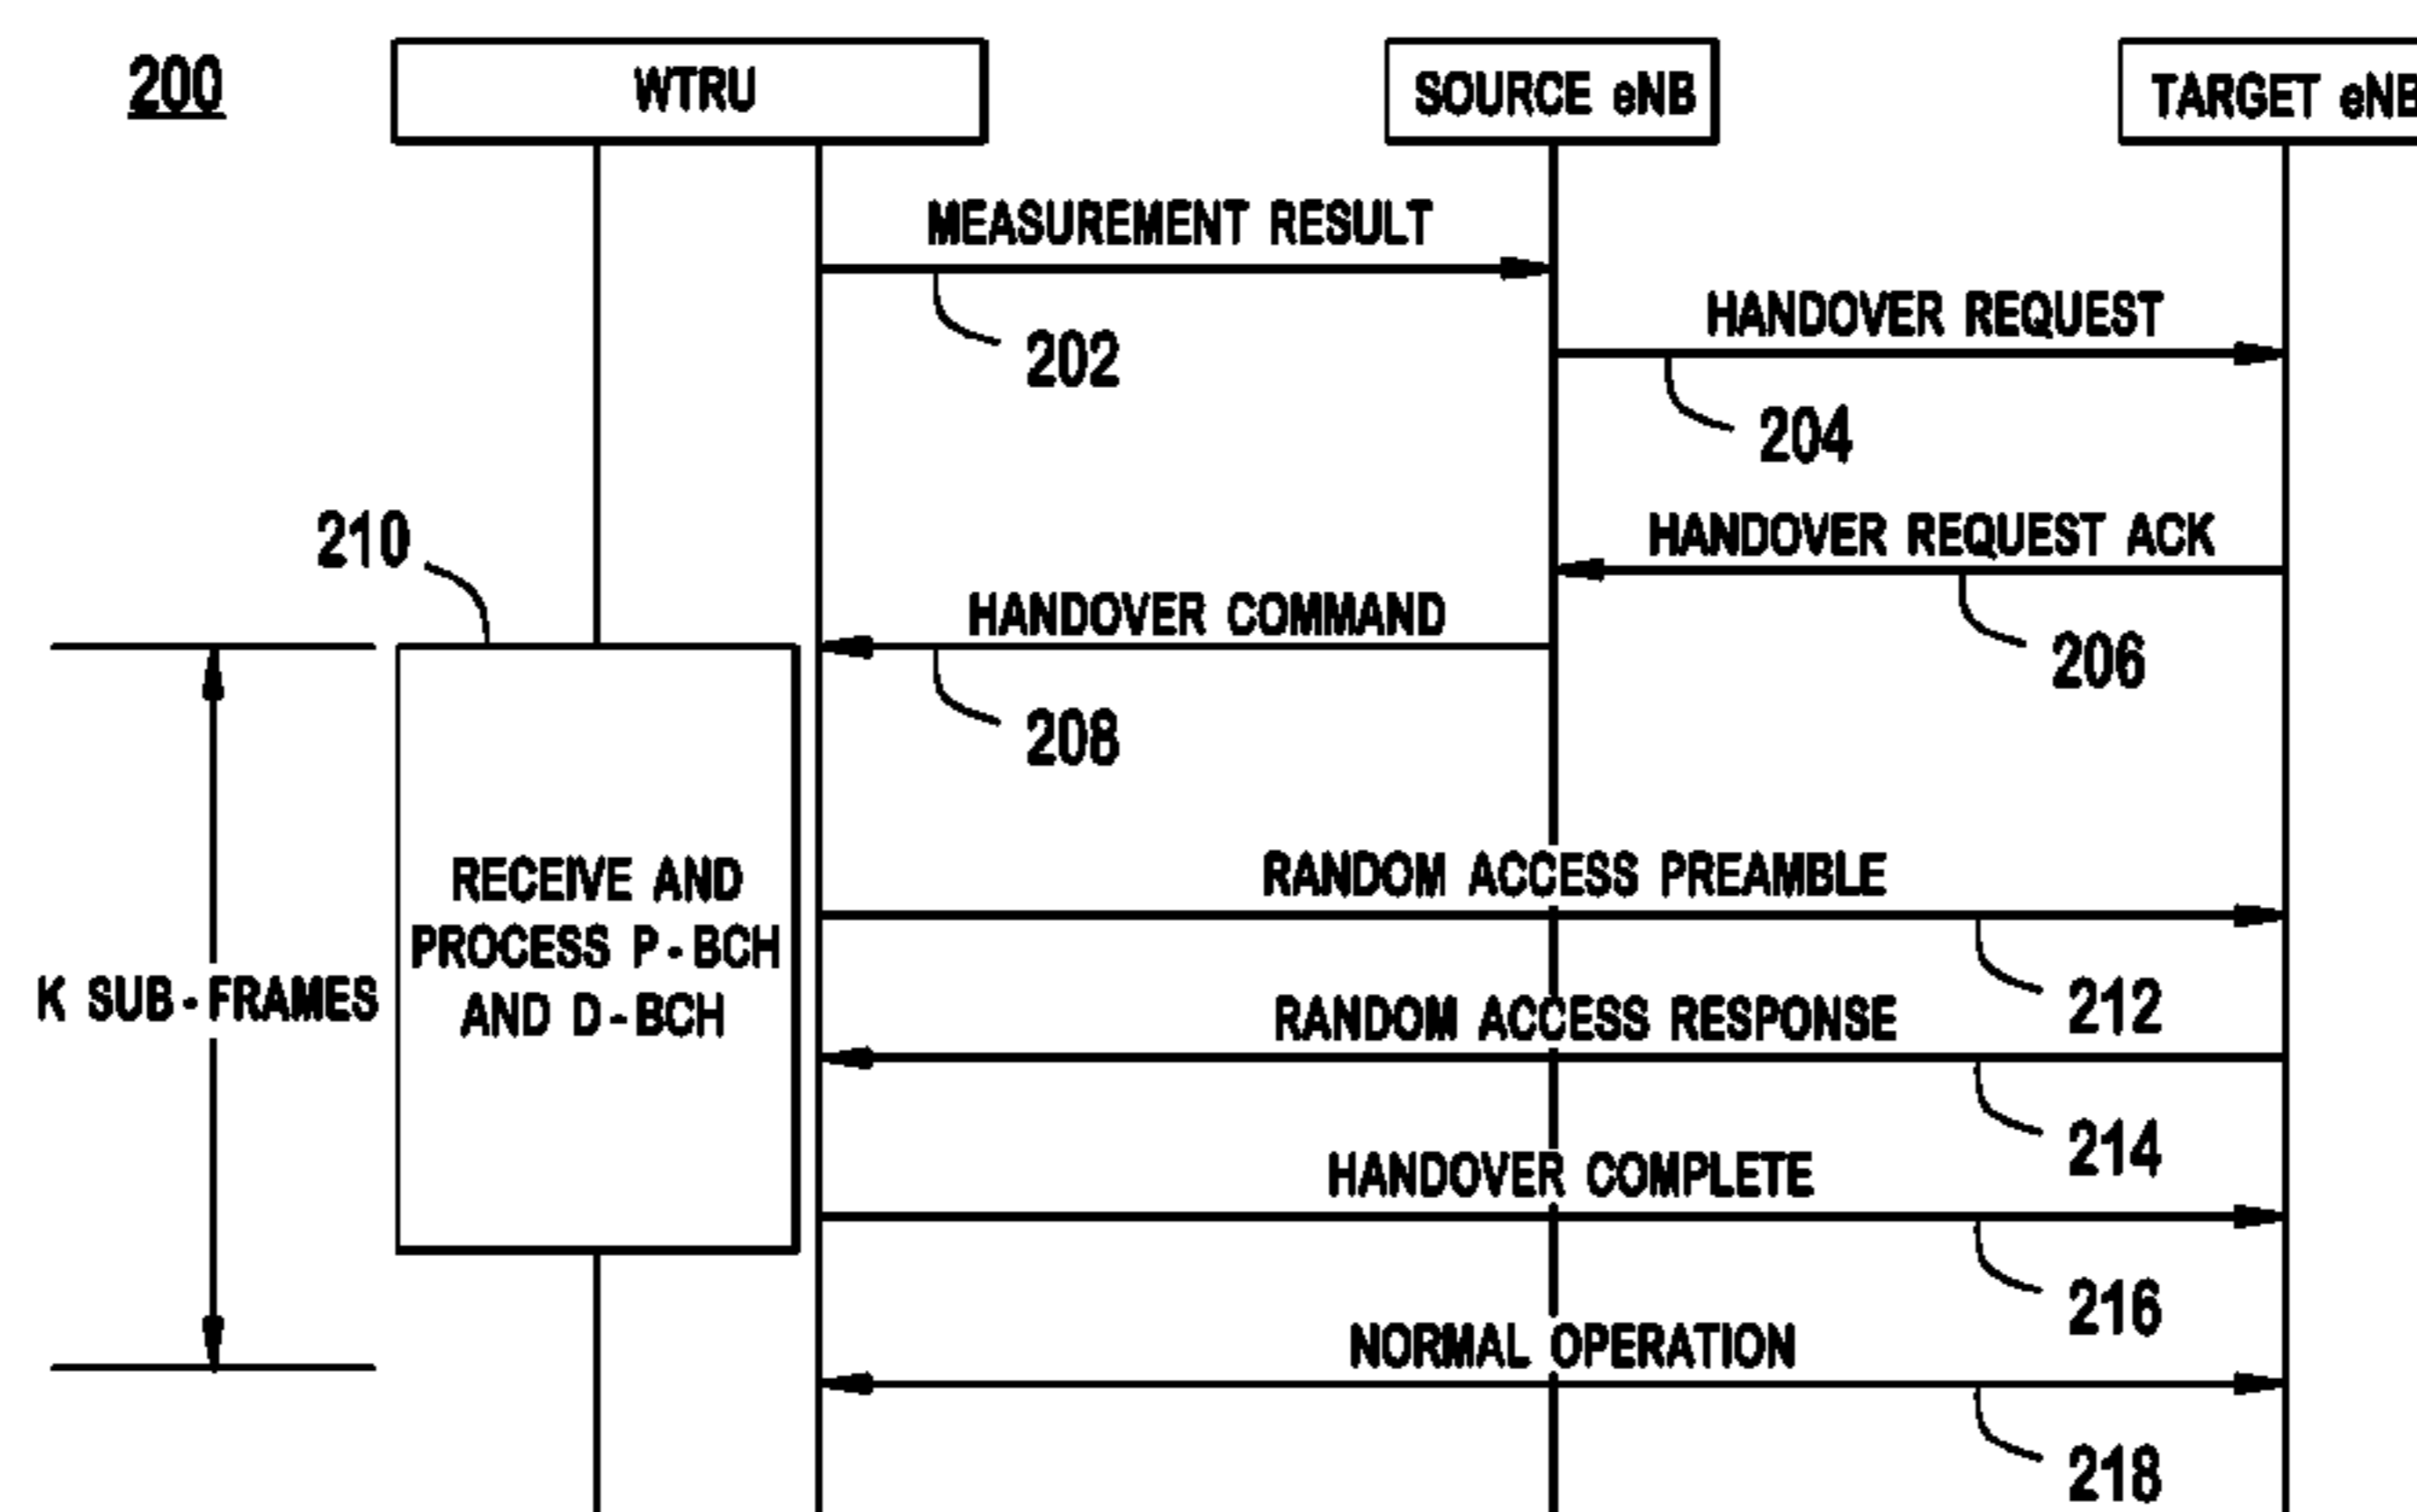 200
WTRU
SOURCE eNB
TARGET eNB
MEASUREMENT RESULT
202
HANDOVER REQUEST
204
HANDOVER REQUEST ACK
206
210
HANDOVER COMMAND
208
RECEIVE AND
PROCESS P-BCH
AND D-BCH
K SUB-FRAMES
RANDOM ACCESS PREAMBLE
212
RANDOM ACCESS RESPONSE
214
HANDOVER COMPLETE
216
NORMAL OPERATION
218